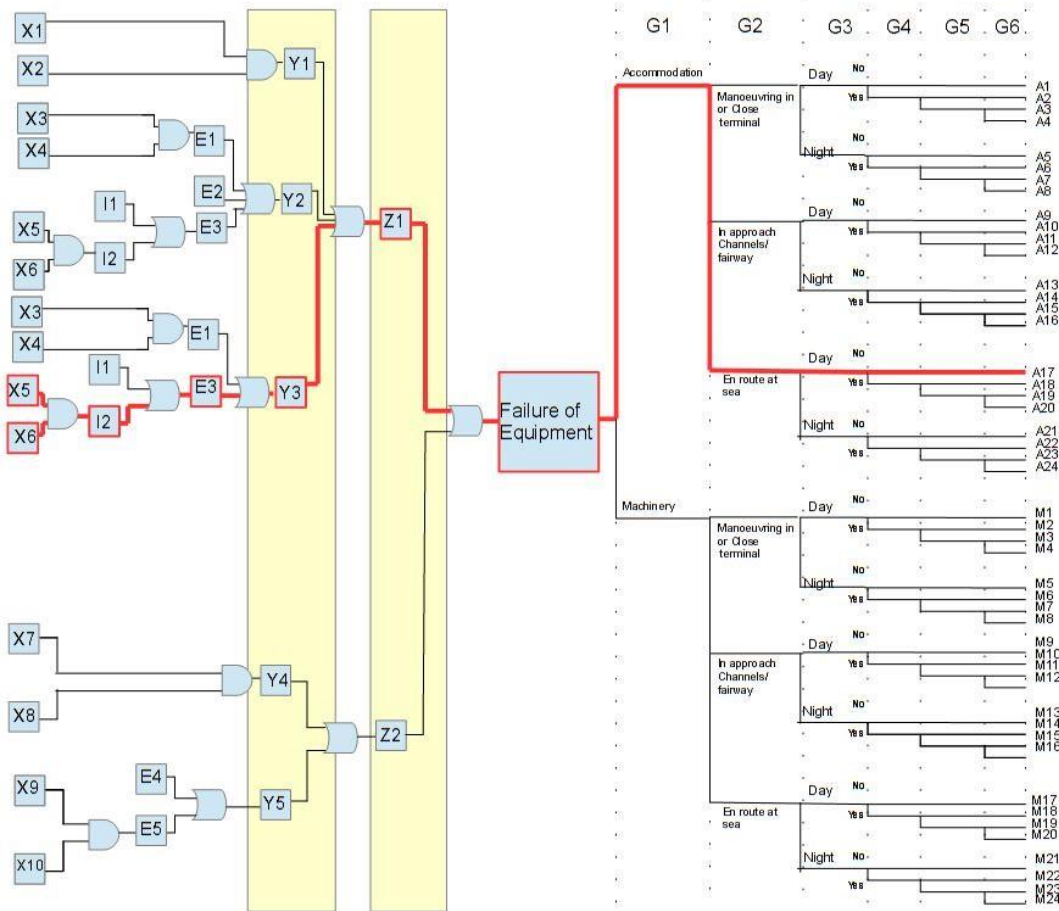 G1 G2 G3 G4 G5 G6
X1
X2
Y1
X3
X4
E1
E2
Y2
I1
E3
X5
X6
I2
Z1
X3
X4
E1
I1
X5
X6
I2
E3
Y3
Failure of
Equipment
X7
X8
Y4
Z2
X9
X10
E4
E5
Y5
Accommodation
Manoeuvring in
or Close
terminal
Day
No
Yes
A1
A2
A3
A4
Night
No
Yes
A5
A6
A7
A8
In approach
Channels/
fairway
Day
No
Yes
A9
A10
A11
A12
Night
No
Yes
A13
A14
A15
A16
En route at
sea
Day
No
Yes
A17
A18
A19
A20
Night
No
Yes
A21
A22
A23
A24
Machinery
Manoeuvring in
or Close
terminal
Day
No
Yes
M1
M2
M3
M4
Night
No
Yes
M5
M6
M7
M8
In approach
Channels/
fairway
Day
No
Yes
M9
M10
M11
M12
Night
No
Yes
M13
M14
M15
M16
En route at
sea
Day
No
Yes
M17
M18
M19
M20
Night
No
Yes
M21
M22
M23
M24